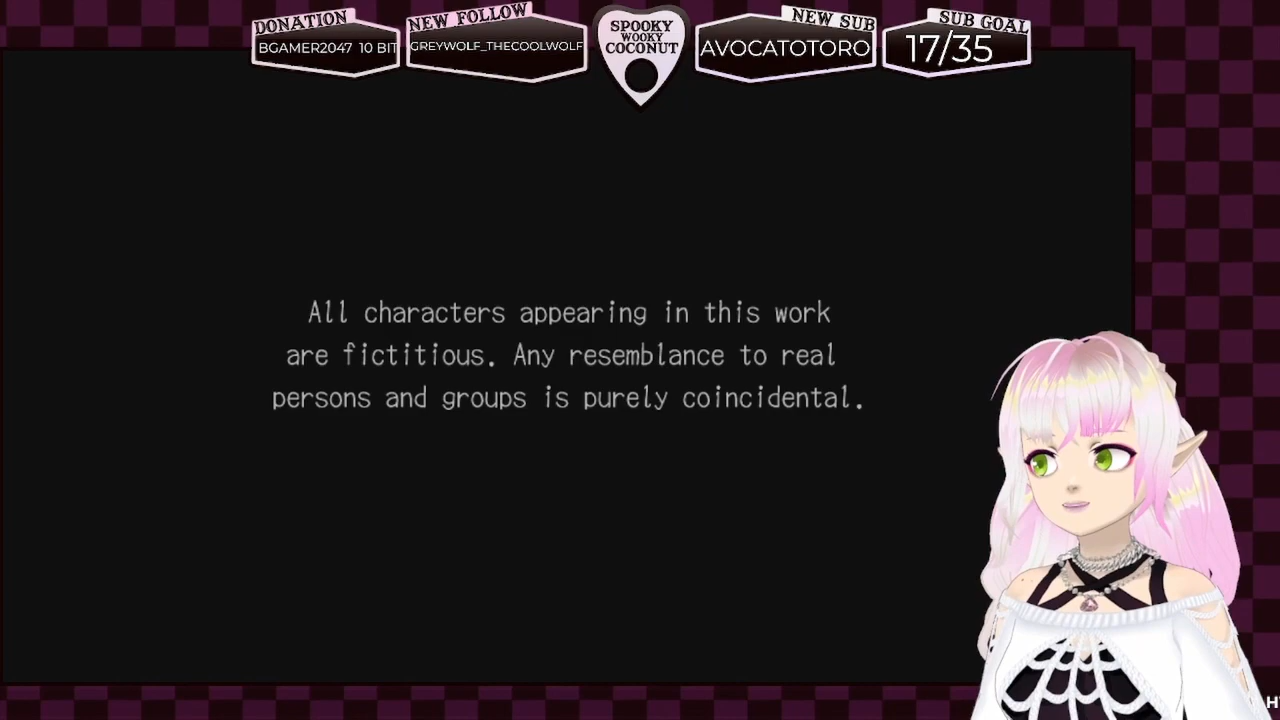 DONATION
BGAMER2047 10 BIT
NEW FOLLOW
GREYWOLF_THECOOLWOLF
SPOOKY
WOOKY
COCONUT
NEW SUB
AVOCATOTORO
SUB GOAL
17/35
All characters appearing in this work
are fictitious. Any resemblance to real
persons and groups is purely coincidental.